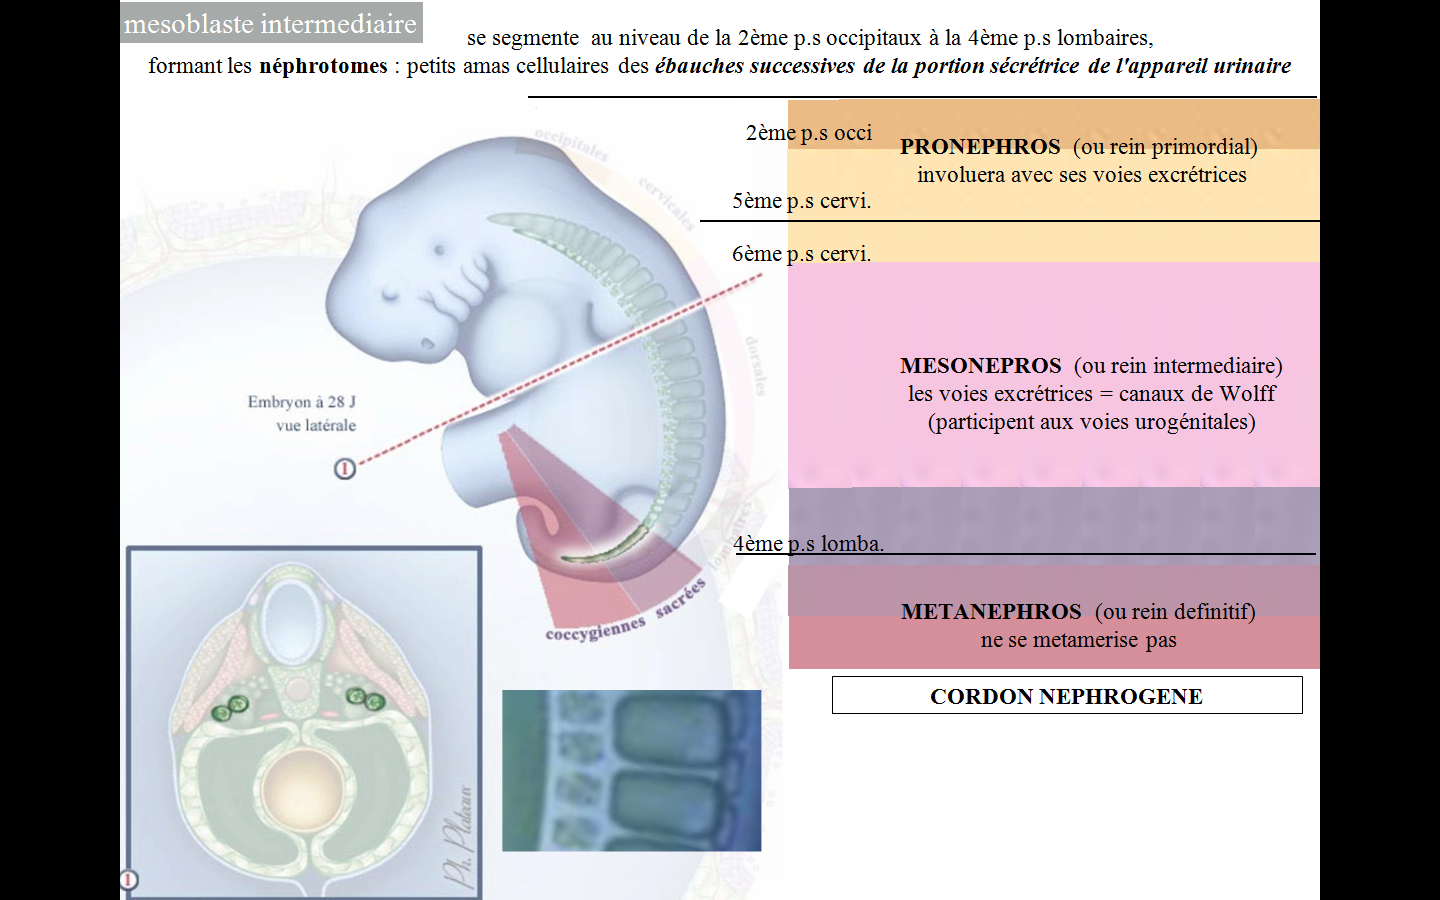 mesoblaste intermediaire
se segmente au niveau de la 2ème p.s occipitaux à la 4ème p.s lombaires,
formant les néphrotomes : petits amas cellulaires des ébauches successives de la portion sécrétrice de l'appareil urinaire
occipitales
cervicales
dorsales
lombaires
sacrées
coccygiennes
2ème p.s occi
PRONEPHROS (ou rein primordial)
involuera avec ses voies excrétrices
5ème p.s cervi.
6ème p.s cervi.
MESONEPROS (ou rein intermediaire)
les voies excrétrices = canaux de Wolff
(participent aux voies urogénitales)
4ème p.s lomba.
METANEPHROS (ou rein definitif)
ne se metamerise pas
CORDON NEPHROGENE
Embryon à 28 J
vue latérale
1
Ph. Plateaux
1